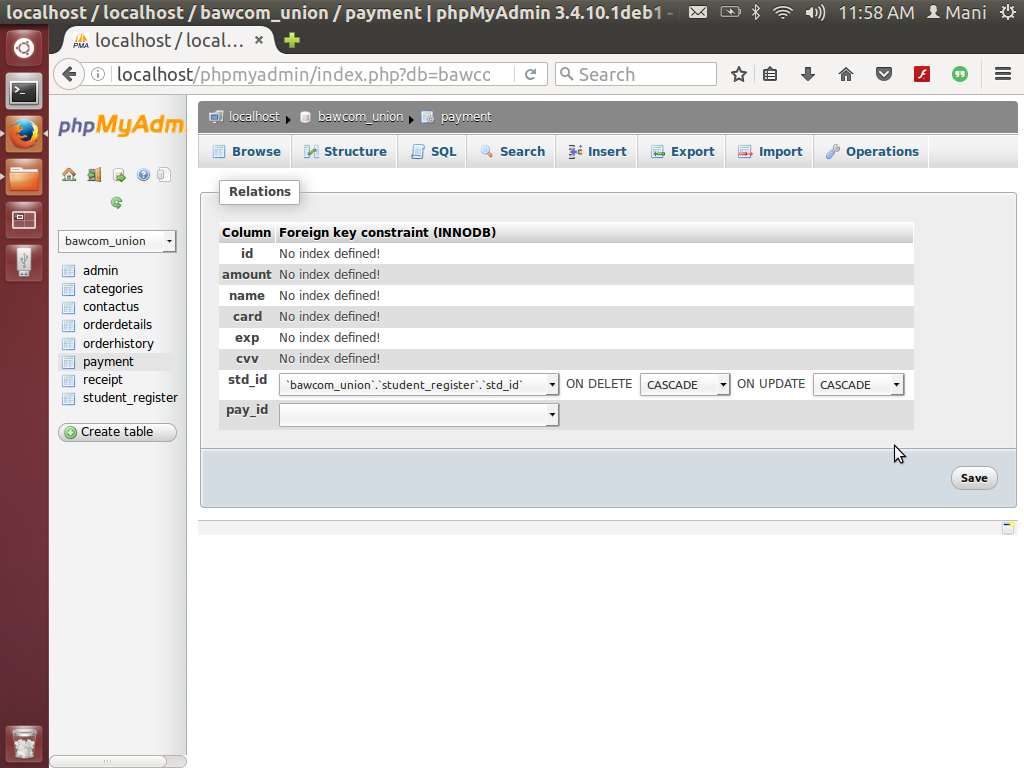 localhost / localhost / bawcom_union / payment | phpMyAdmin 3.4.10.1deb1 - 11:58 AM Mani
localhost / local... × 
localhost/phpmyadmin/index.php?db=bawco Search
phpMyAdm
localhost bawcom_union payment
Browse Structure SQL Search Insert Export Import Operations
Relations
bawcom_union
admin
categories
contactus
orderdetails
orderhistory
payment
receipt
student_register
Create table
Column Foreign key constraint (INNODB)
id No index defined!
amount No index defined!
name No index defined!
card No index defined!
exp No index defined!
cvv No index defined!
std_id `bawcom_union`.`student_register`.`std_id` ON DELETE CASCADE ON UPDATE CASCADE
pay_id
Save